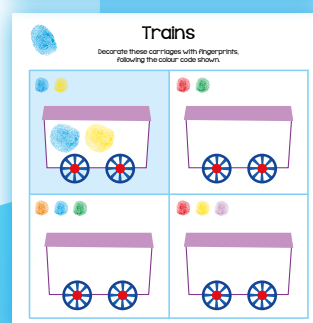 Trains
Decorate these carriages with fingerprints,
following the colour code shown.